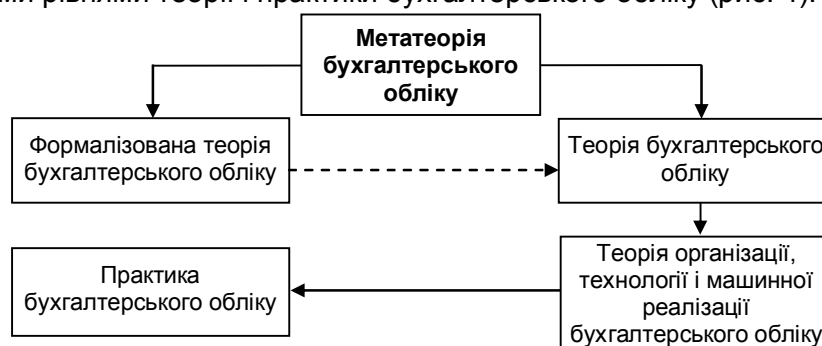 ми рівнями теорії і практики бухгалтерського обліку (рис. 1).
Метатеорія
бухгалтерського
обліку
Формалізована теорія
бухгалтерського обліку
Теорія бухгалтерського
обліку
Практика
бухгалтерського обліку
Теорія організації,
технології і машинної
реалізації
бухгалтерського обліку